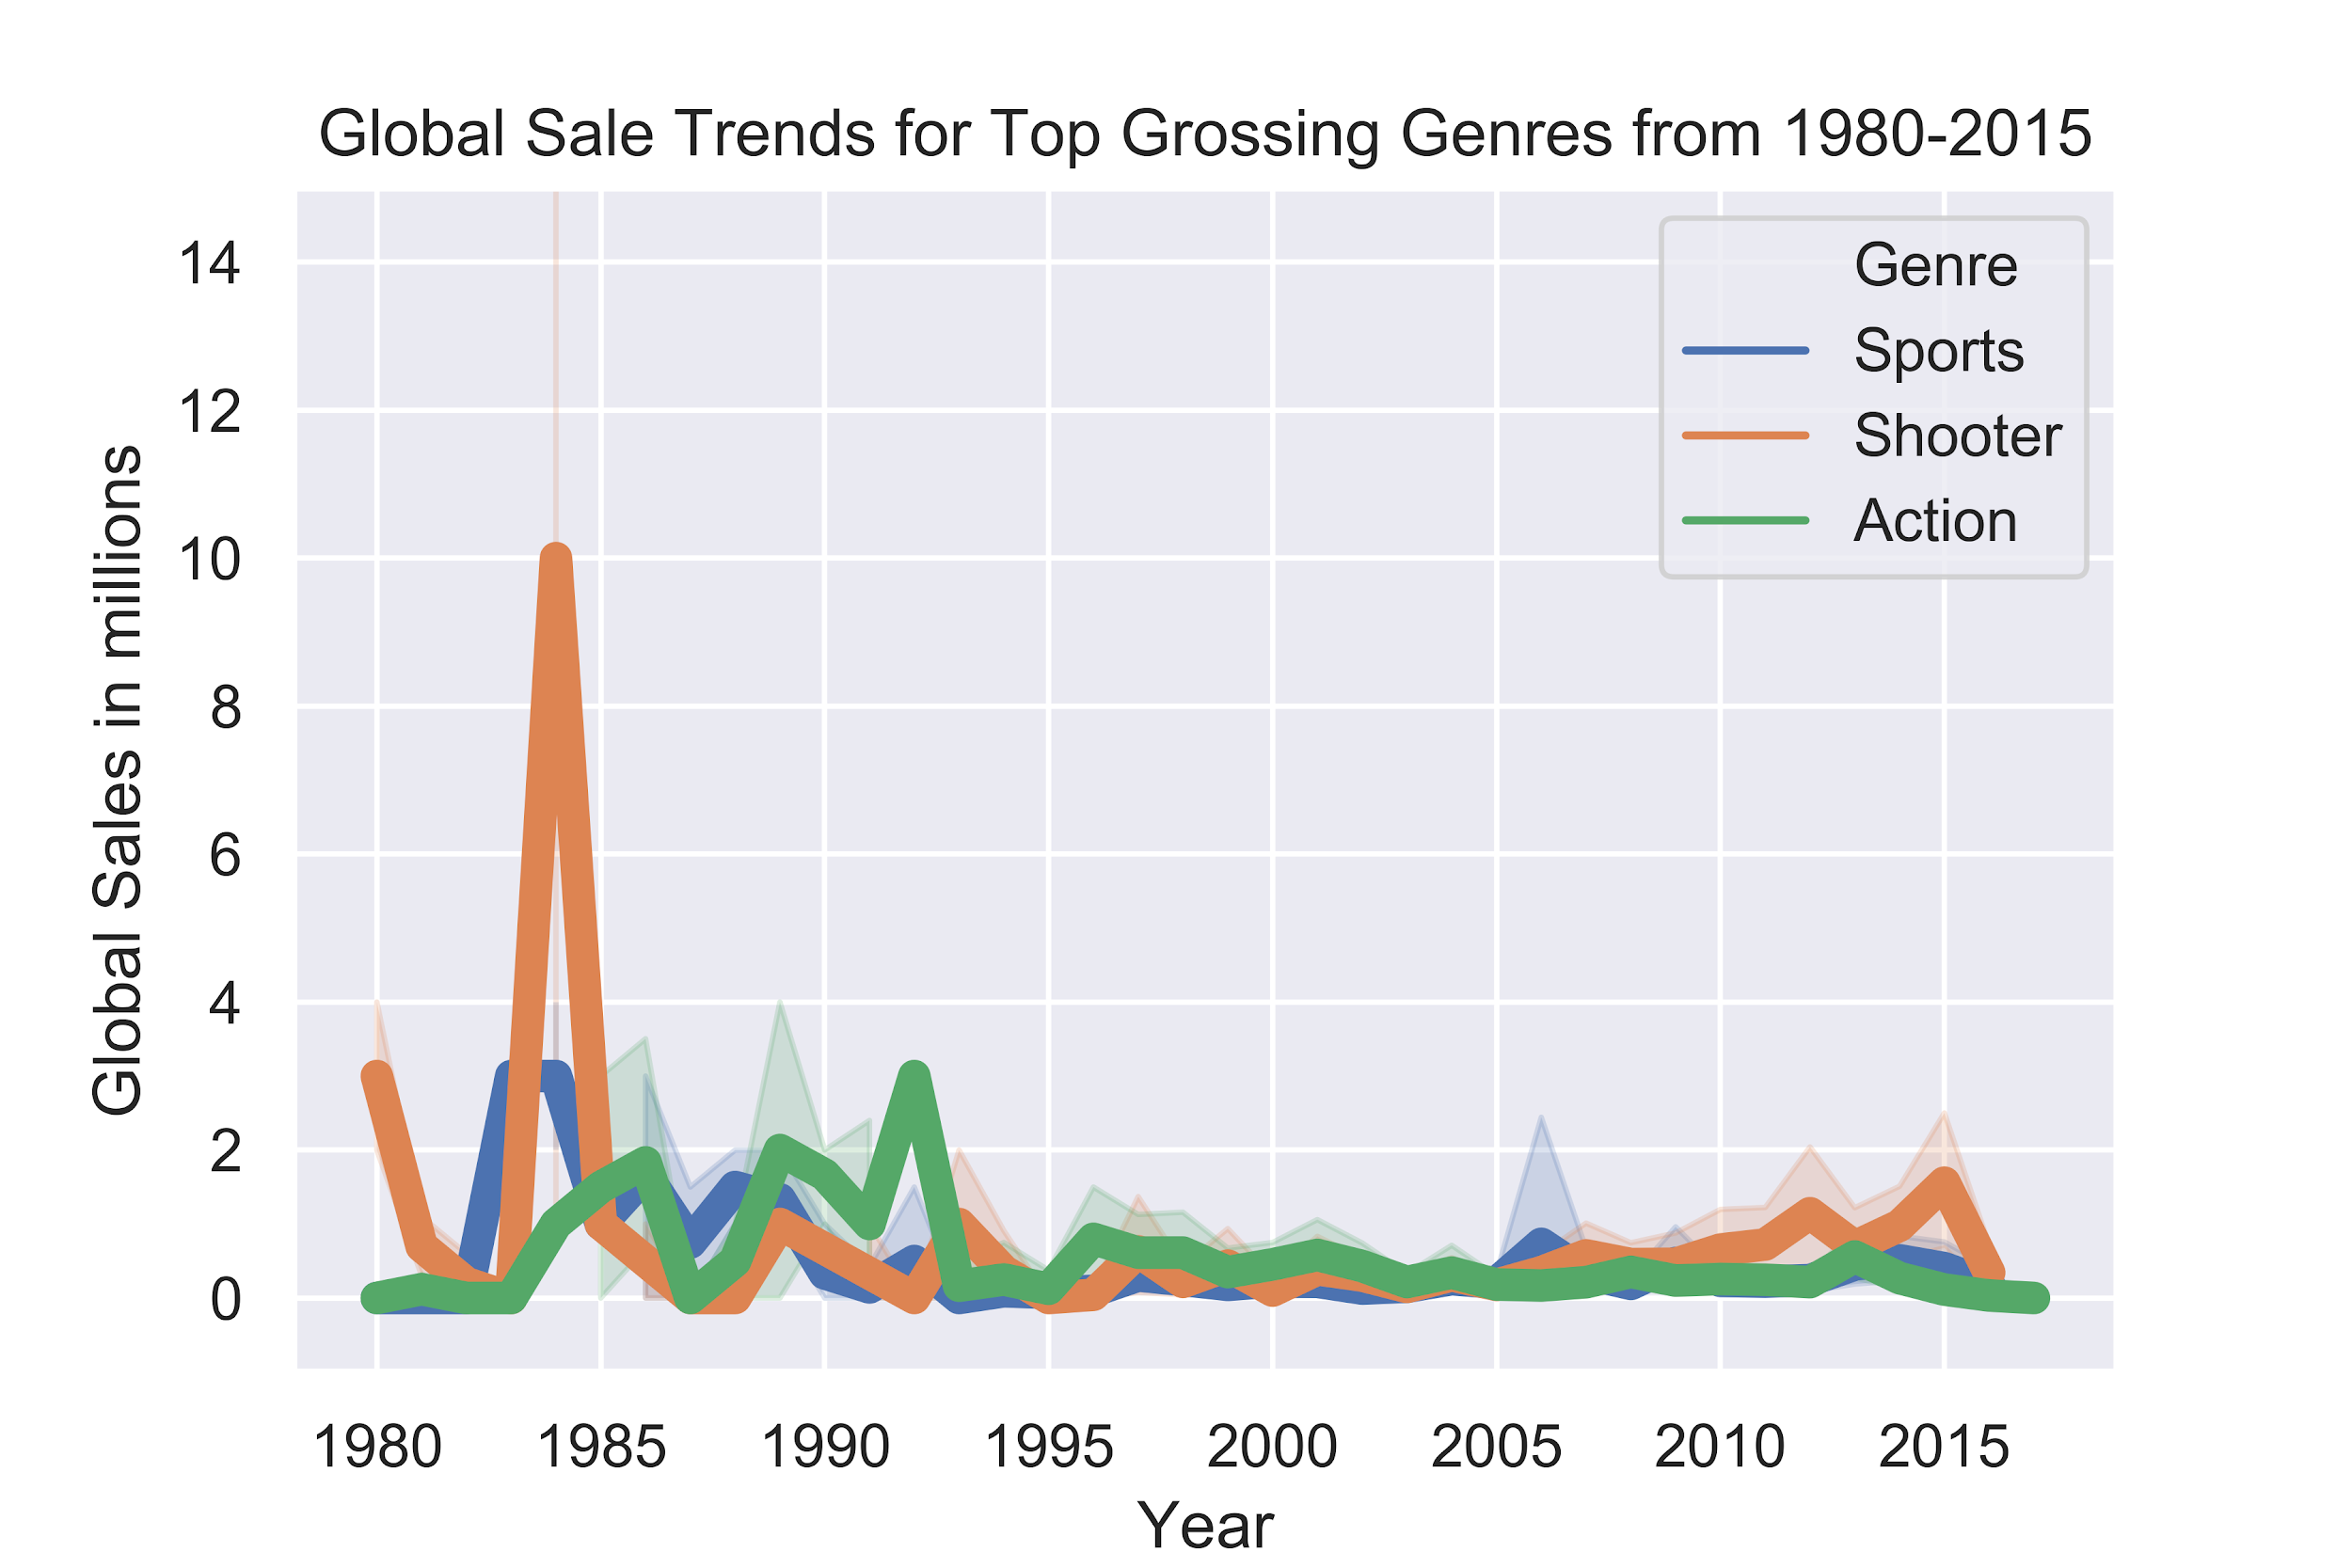 Global Sale Trends for Top Grossing Genres from 1980-2015
Global Sales in millions
14
12
10
8
6
4
2
0
Genre
Sports
Shooter
Action
1980 1985 1990 1995 2000 2005 2010 2015
Year